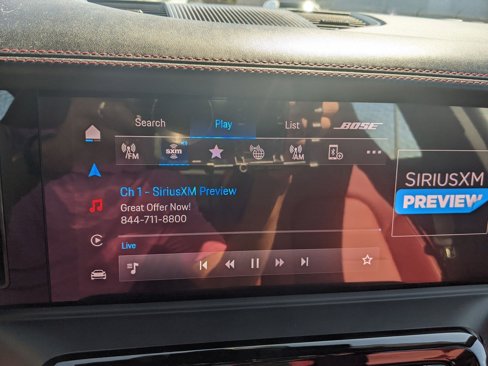 Search
Play
List
BOSE
FM
sxm
AM
Ch 1 - SiriusXM Preview
Great Offer Now!
844-711-8800
Live
SIRIUSXM
PREVIEW